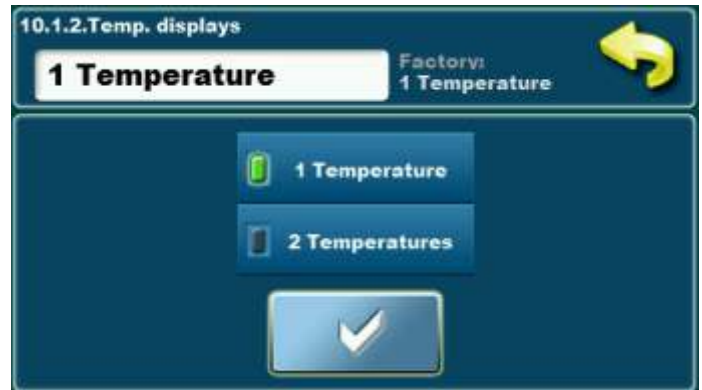 10.1.2.Temp. displays
1 Temperature
Factory:
1 Temperature
1 Temperature
2 Temperatures